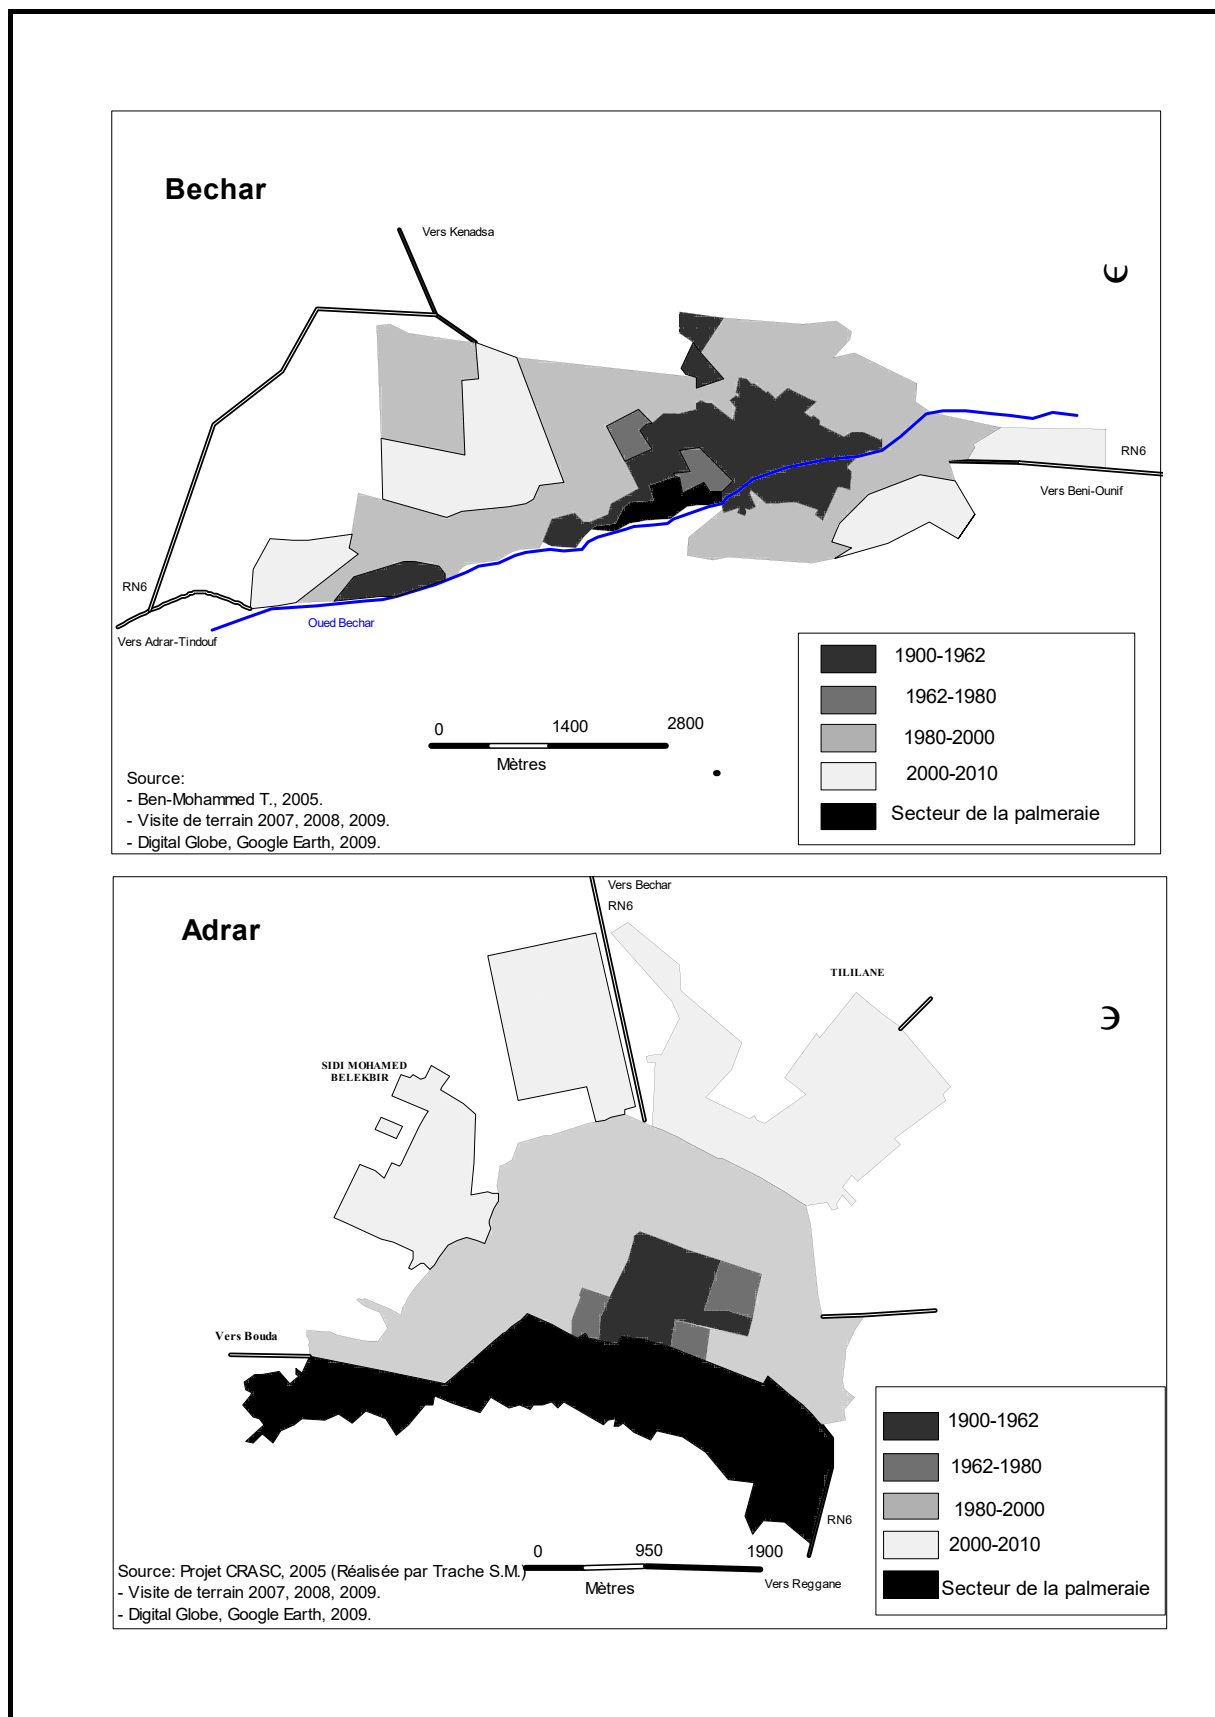 Bechar
Vers Kenadsa
є
RN6
Vers Beni-Ounif
RN6
Vers Adrar-Tindouf
Oued Bechar
0 1400 2800
Mètres
1900-1962
1962-1980
1980-2000
2000-2010
Secteur de la palmeraie
Source:
- Ben-Mohammed T., 2005.
- Visite de terrain 2007, 2008, 2009.
- Digital Globe, Google Earth, 2009.
Vers Bechar
RN6
Adrar
TILILANE
э
SIDI MOHAMED
BELEKBIR
Vers Bouda
RN6
0 950 1900
Mètres
Vers Reggane
1900-1962
1962-1980
1980-2000
2000-2010
Secteur de la palmeraie
Source: Projet CRASC, 2005 (Réalisée par Trache S.M.)
- Visite de terrain 2007, 2008, 2009.
- Digital Globe, Google Earth, 2009.